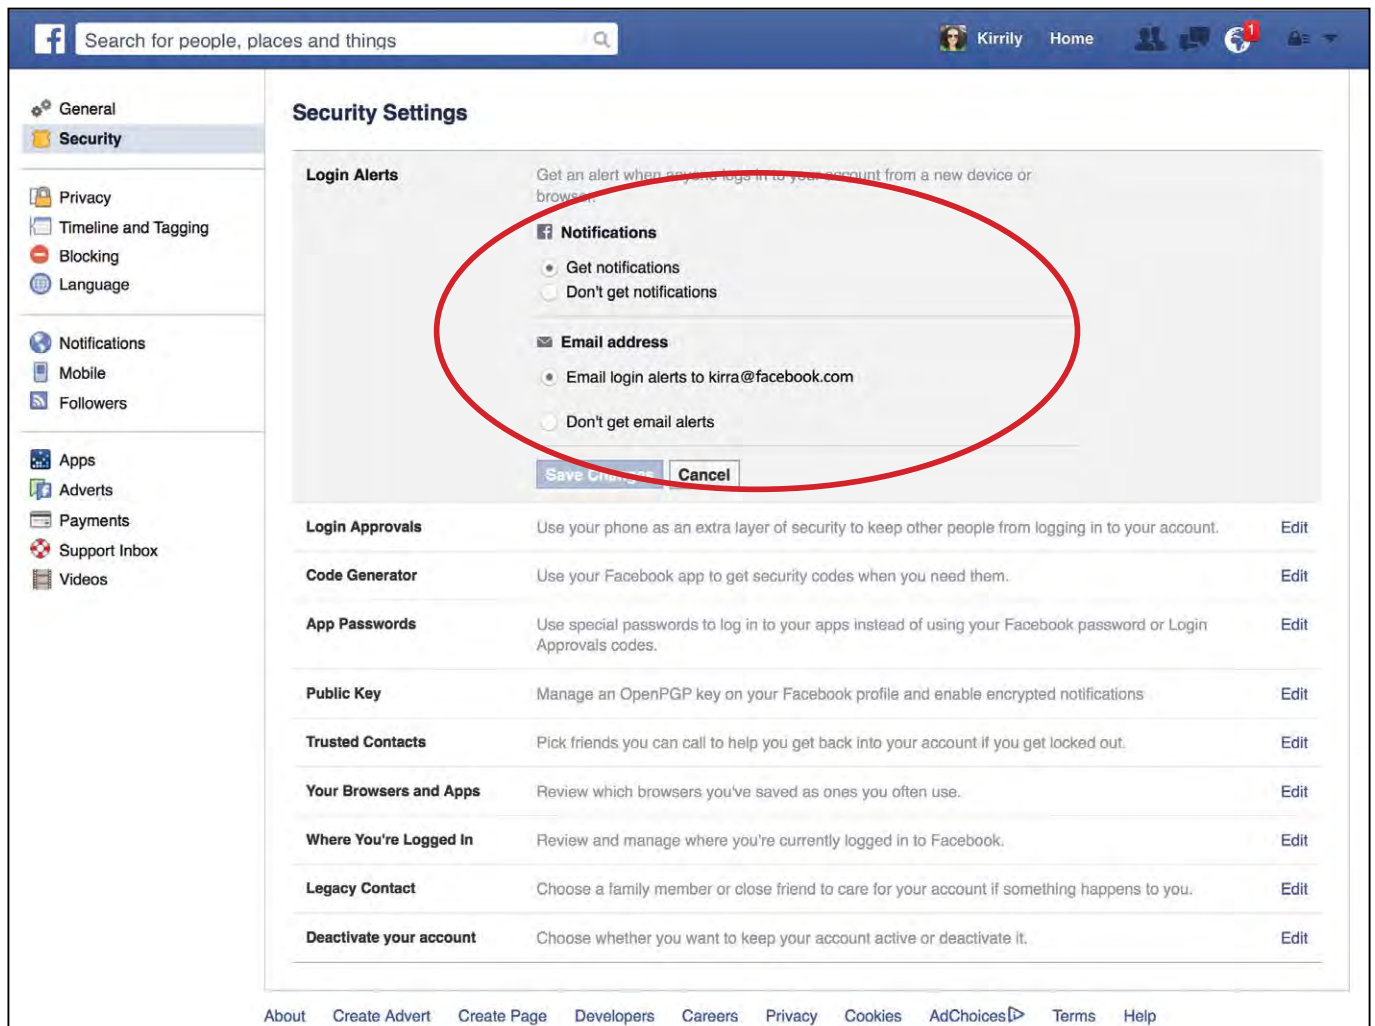 f
Search for people, places and things
Kirrily
Home
1
General
Security
Privacy
Timeline and Tagging
Blocking
Language
Notifications
Mobile
Followers
Apps
Adverts
Payments
Support Inbox
Videos
Security Settings
Login Alerts
Get an alert when anyone logs in to your account from a new device or
browser.
Notifications
Get notifications
Don't get notifications
Email address
Email login alerts to kirra@facebook.com
Don't get email alerts
Save Changes
Cancel
Login Approvals
Use your phone as an extra layer of security to keep other people from logging in to your account.
Edit
Code Generator
Use your Facebook app to get security codes when you need them.
Edit
App Passwords
Use special passwords to log in to your apps instead of using your Facebook password or Login
Approvals codes.
Edit
Public Key
Manage an OpenPGP key on your Facebook profile and enable encrypted notifications
Edit
Trusted Contacts
Pick friends you can call to help you get back into your account if you get locked out.
Edit
Your Browsers and Apps
Review which browsers you've saved as ones you often use.
Edit
Where You're Logged In
Review and manage where you're currently logged in to Facebook.
Edit
Legacy Contact
Choose a family member or close friend to care for your account if something happens to you.
Edit
Deactivate your account
Choose whether you want to keep your account active or deactivate it.
Edit
About Create Advert Create Page Developers Careers Privacy Cookies AdChoices Terms Help